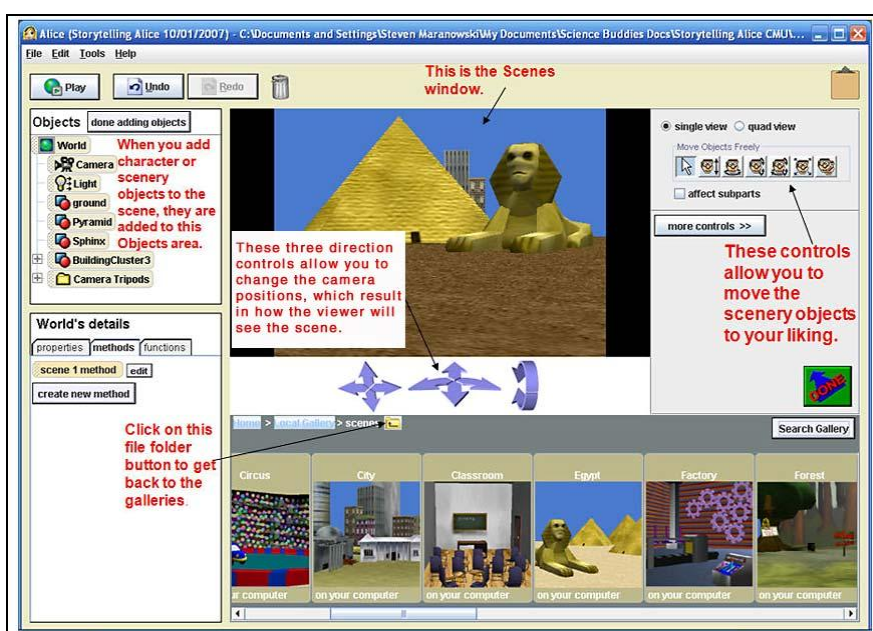 Alice (Storytelling Alice 10/01/2007) - C:\Documents and Settings\Steven Maranowski\My Documents\Science Buddies Docs\Storytelling Alice CMU\...
File Edit Tools Help
Play Undo Redo
This is the Scenes
window.
Objects done adding objects
World
Camera
Light
ground
Pyramid
Sphinx
BuildingCluster3
Camera Tripods
When you add
character or
scenery
objects to the
scene, they are
added to this
Objects area.
These three direction
controls allow you to
change the camera
positions, which result
in how the viewer will
see the scene.
single view quad view
Move Objects Freely
affect subparts
more controls >>
These controls
allow you to
move the
scenery objects
to your liking.
DONE
World's details
properties methods functions
scene 1 method edit
create new method
Click on this
file folder
button to get
back to the
galleries.
Home > Local Gallery > scenes
Search Gallery
Circus City Classroom Egypt Factory Forest
ur computer on your computer on your computer on your computer on your computer on your computer